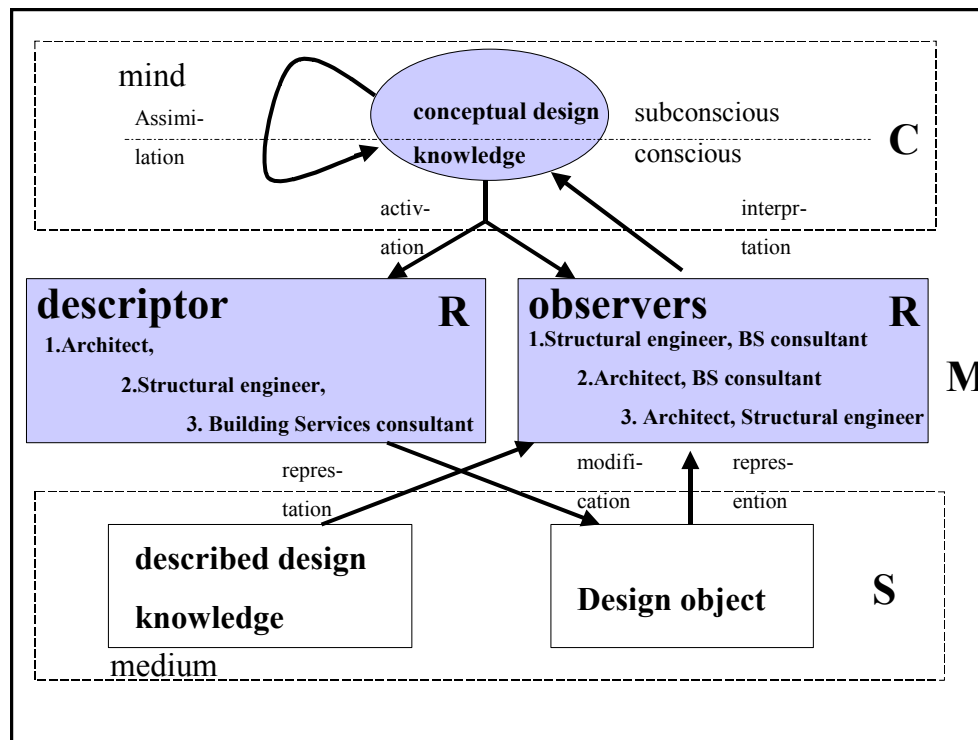 mind
Assimi-
lation
conceptual design
knowledge
subconscious
conscious
C
activ-
ation
interpr-
tation
descriptor
R
1.Architect,
2.Structural engineer,
3. Building Services consultant
observers
R
1.Structural engineer, BS consultant
2.Architect, BS consultant
3. Architect, Structural engineer
M
repres-
tation
modifi-
cation
repres-
ention
described design
knowledge
Design object
S
medium